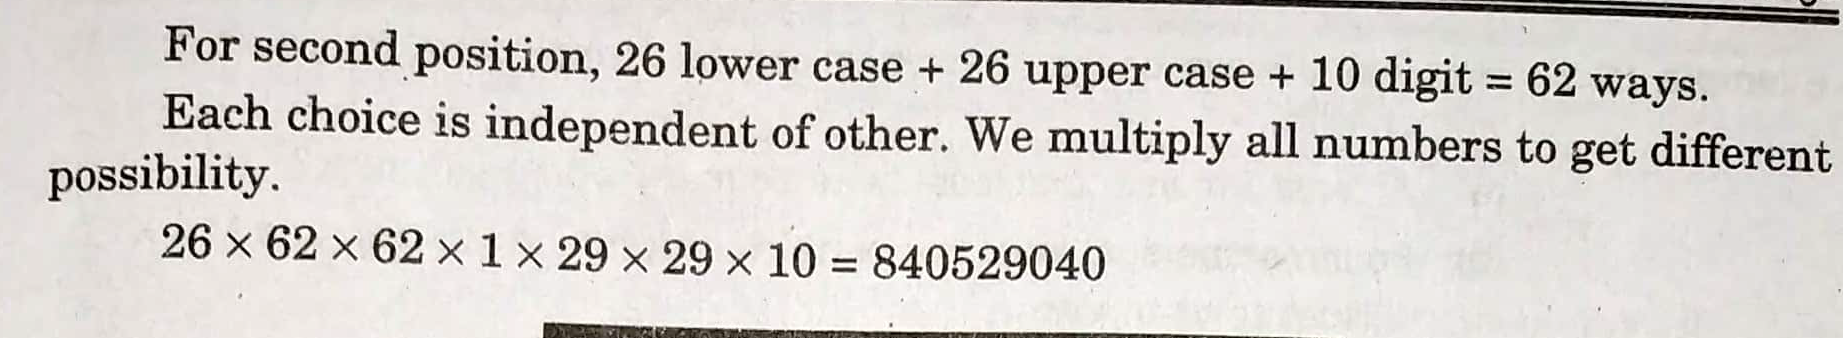 For second position, 26 lower case + 26 upper case + 10 digit = 62 ways.
Each choice is independent of other. We multiply all numbers to get different
possibility.
26 × 62 × 62 × 1 × 29 × 29 × 10 = 840529040